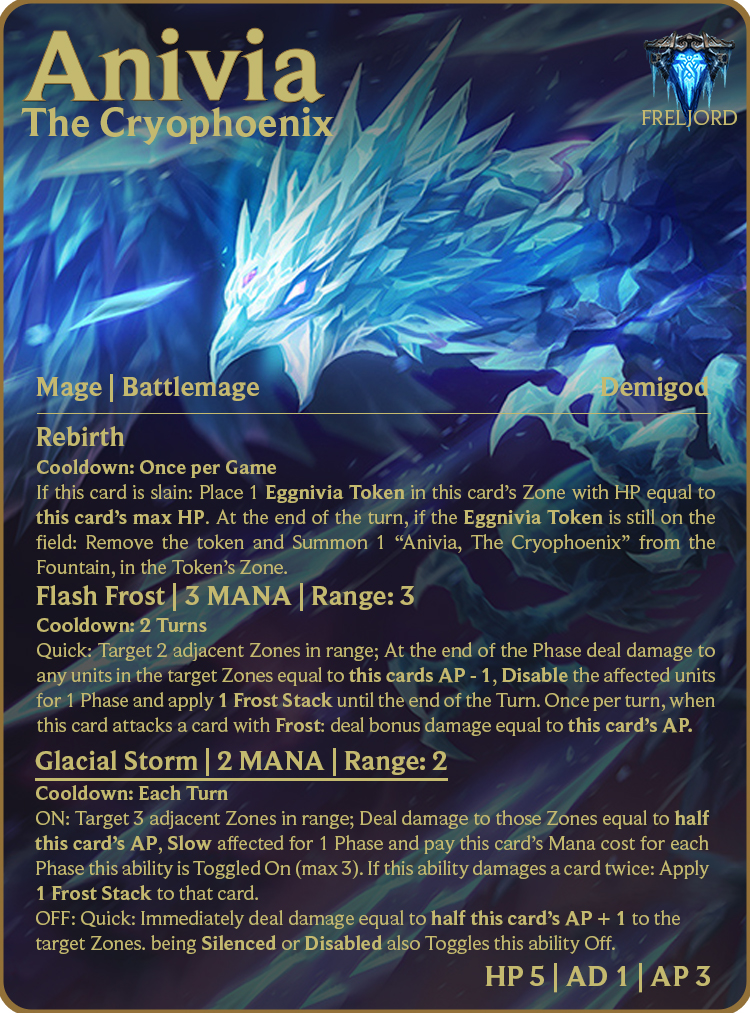 Anivia
The Cryophoenix
FRELJORD
Mage | Battlemage
Demigod
Rebirth
Cooldown: Once per Game
If this card is slain: Place 1 Eggnivia Token in this card's Zone with HP equal to
this card's max HP. At the end of the turn, if the Eggnivia Token is still on the
field: Remove the token and Summon 1 “Anivia, The Cryophoenix” from the
Fountain, in the Token's Zone.
Flash Frost | 3 MANA | Range: 3
Cooldown: 2 Turns
Quick: Target 2 adjacent Zones in range; At the end of the Phase deal damage to
any units in the target Zones equal to this cards AP - 1, Disable the affected units
for 1 Phase and apply 1 Frost Stack until the end of the Turn. Once per turn, when
this card attacks a card with Frost: deal bonus damage equal to this card's AP.
Glacial Storm | 2 MANA | Range: 2
Cooldown: Each Turn
ON: Target 3 adjacent Zones in range; Deal damage to those Zones equal to half
this card's AP, Slow affected for 1 Phase and pay this card's Mana cost for each
Phase this ability is Toggled On (max 3). If this ability damages a card twice: Apply
1 Frost Stack to that card.
OFF: Quick: Immediately deal damage equal to half this card's AP + 1 to the
target Zones. being Silenced or Disabled also Toggles this ability Off.
HP 5 | AD 1 | AP 3